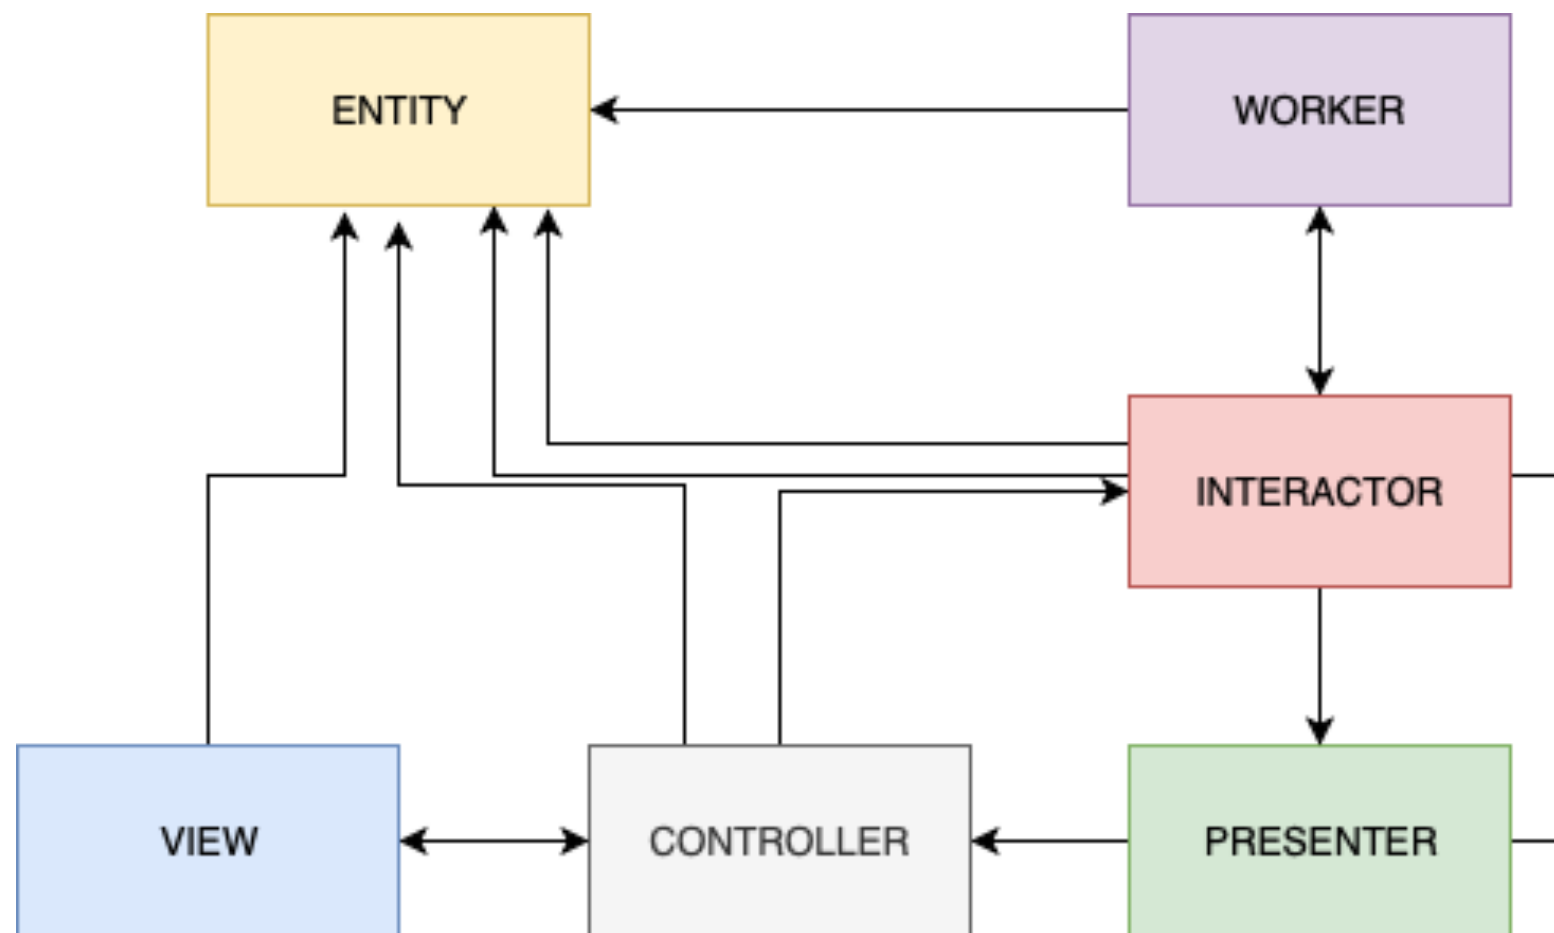 ENTITY
WORKER
INTERACTOR
VIEW
CONTROLLER
PRESENTER